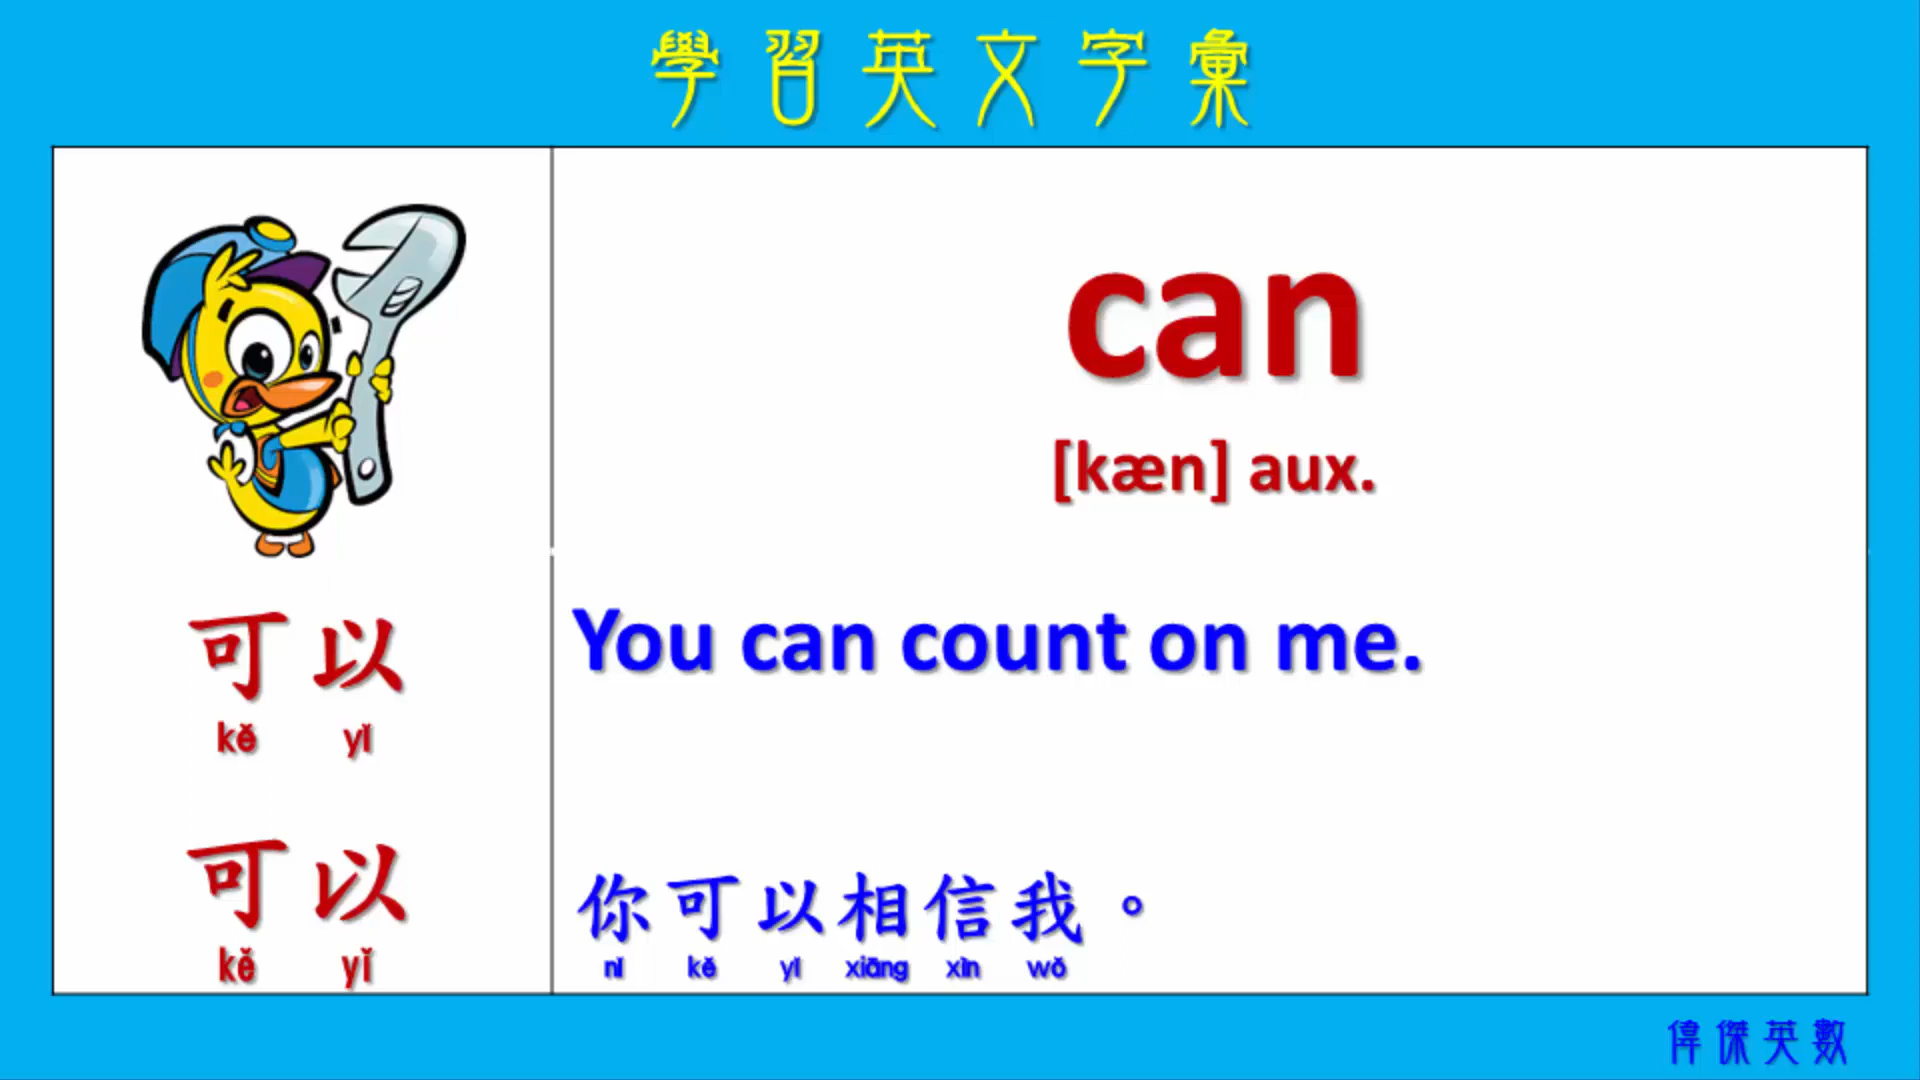 學習英文字彙
can
[kæn] aux.
可以
kě yǐ
You can count on me.
可以
kě yǐ
你可以相信我。
nǐ kě yǐ xiāng xìn wǒ
偉傑英數